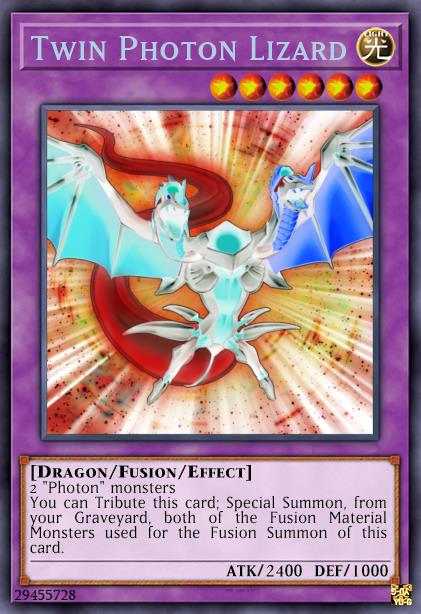 Twin Photon Lizard
LIGHT
光
[Dragon/Fusion/Effect]
2 "Photon" monsters
You can Tribute this card; Special Summon, from
your Graveyard, both of the Fusion Material
Monsters used for the Fusion Summon of this
card.
ATK/2400 DEF/1000
29455728